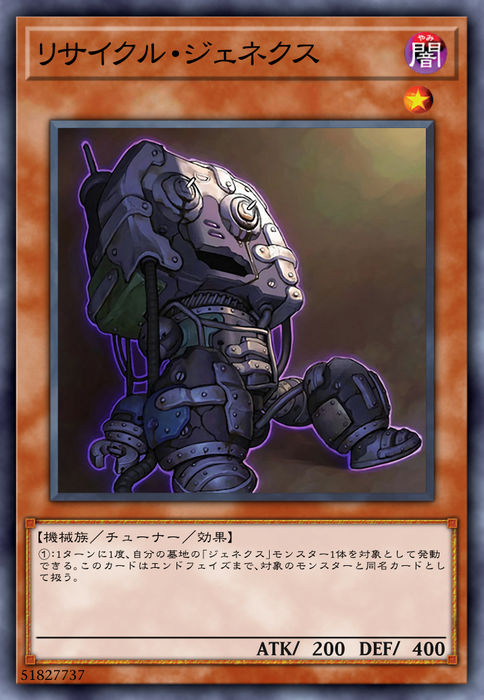 リサイクル・ジェネクス
やみ
闇
【機械族／チューナー／効果】
①：1ターンに1度、自分の墓地の「ジェネクス」モンスター1体を対象として発動
できる。このカードはエンドフェイズまで、対象のモンスターと同名カードとし
て扱う。
ATK/ 200 DEF/ 400
51827737